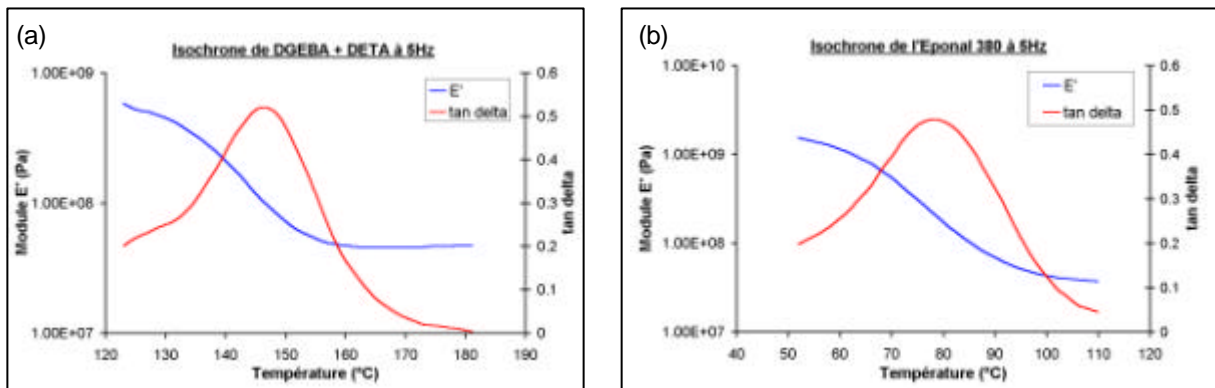 (a)
Isochrone de DGEBA + DETA à 5Hz
1.00E+09
1.00E+08
1.00E+07
Module E' (Pa)
E'
tan delta
0.6
0.5
0.4
0.3
0.2
0.1
0
tan delta
120 130 140 150 160 170 180 190
Température (°C)
(b)
Isochrone de l'Eponal 380 à 5Hz
1.00E+10
1.00E+09
1.00E+08
1.00E+07
Module E' (Pa)
E'
tan delta
0.6
0.5
0.4
0.3
0.2
0.1
0
tan delta
40 50 60 70 80 90 100 110 120
Température (°C)